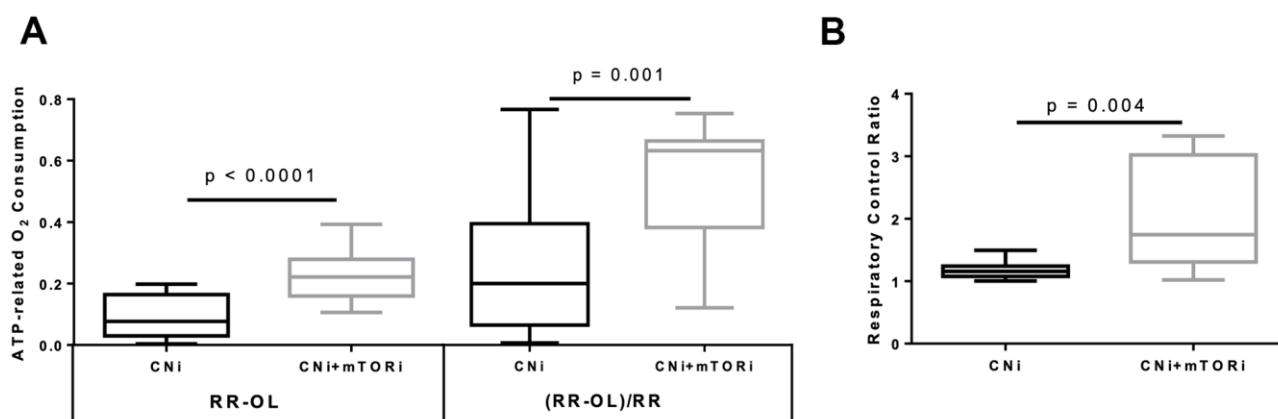 A
ATP-related O₂ Consumption
0.8
0.6
0.4
0.2
0.0
p < 0.0001
p = 0.001
CNi
CNi+mTORi
CNi
CNi+mTORi
RR-OL
(RR-OL)/RR
B
Respiratory Control Ratio
4
3
2
1
0
p = 0.004
CNi
CNi+mTORi